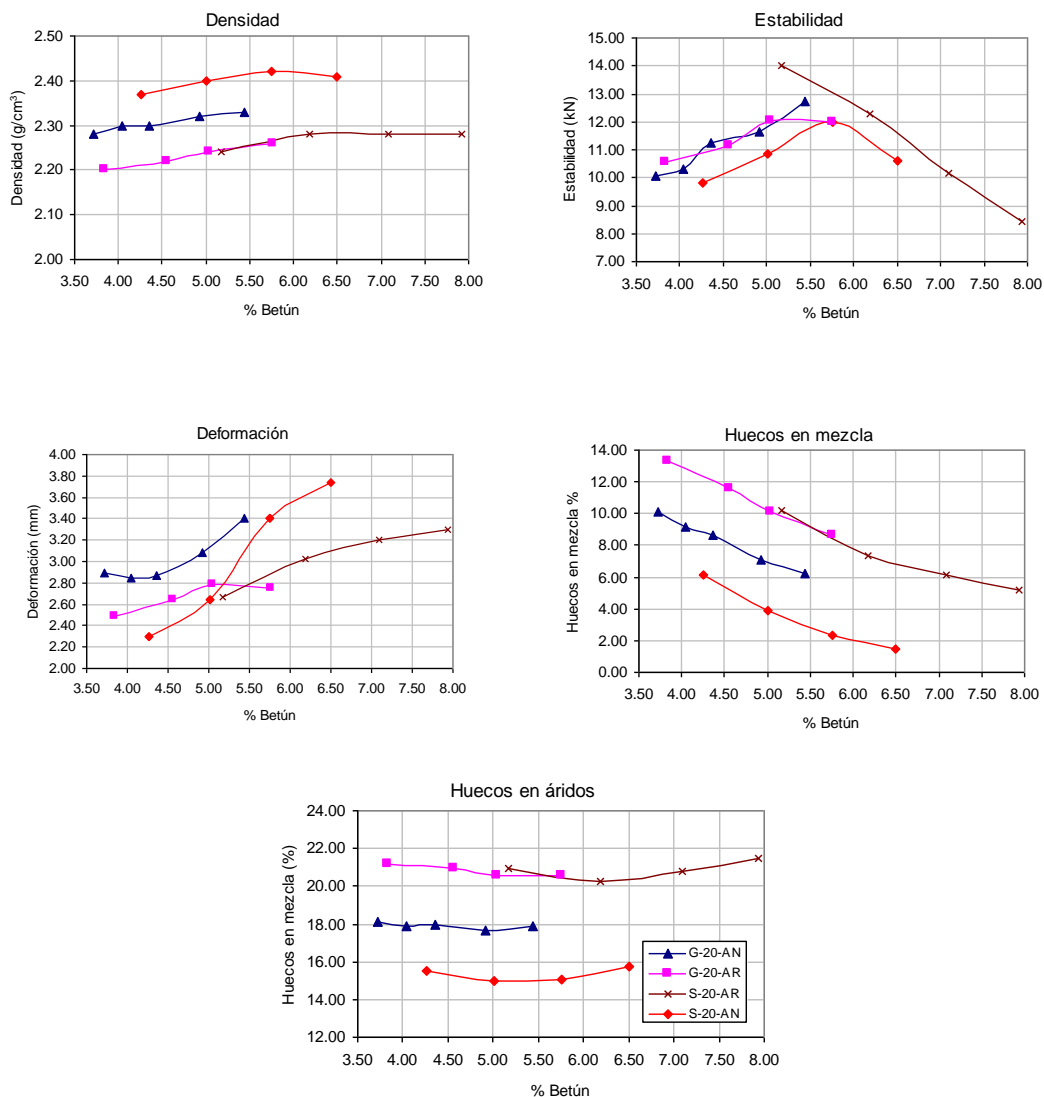 Densidad
2.50
2.40
2.30
2.20
2.10
2.00
Densidad (g/cm³)
3.50 4.00 4.50 5.00 5.50 6.00 6.50 7.00 7.50 8.00
% Betún
Estabilidad
15.00
14.00
13.00
12.00
11.00
10.00
9.00
8.00
7.00
Estabilidad (kN)
3.50 4.00 4.50 5.00 5.50 6.00 6.50 7.00 7.50 8.00
% Betún
Deformación
4.00
3.80
3.60
3.40
3.20
3.00
2.80
2.60
2.40
2.20
2.00
Deformación (mm)
3.50 4.00 4.50 5.00 5.50 6.00 6.50 7.00 7.50 8.00
% Betún
Huecos en mezcla
14.00
12.00
10.00
8.00
6.00
4.00
2.00
0.00
Huecos en mezcla %
3.50 4.00 4.50 5.00 5.50 6.00 6.50 7.00 7.50 8.00
% Betún
Huecos en áridos
24.00
22.00
20.00
18.00
16.00
14.00
12.00
Huecos en mezcla (%)
3.50 4.00 4.50 5.00 5.50 6.00 6.50 7.00 7.50 8.00
% Betún
G-20-AN
G-20-AR
S-20-AR
S-20-AN